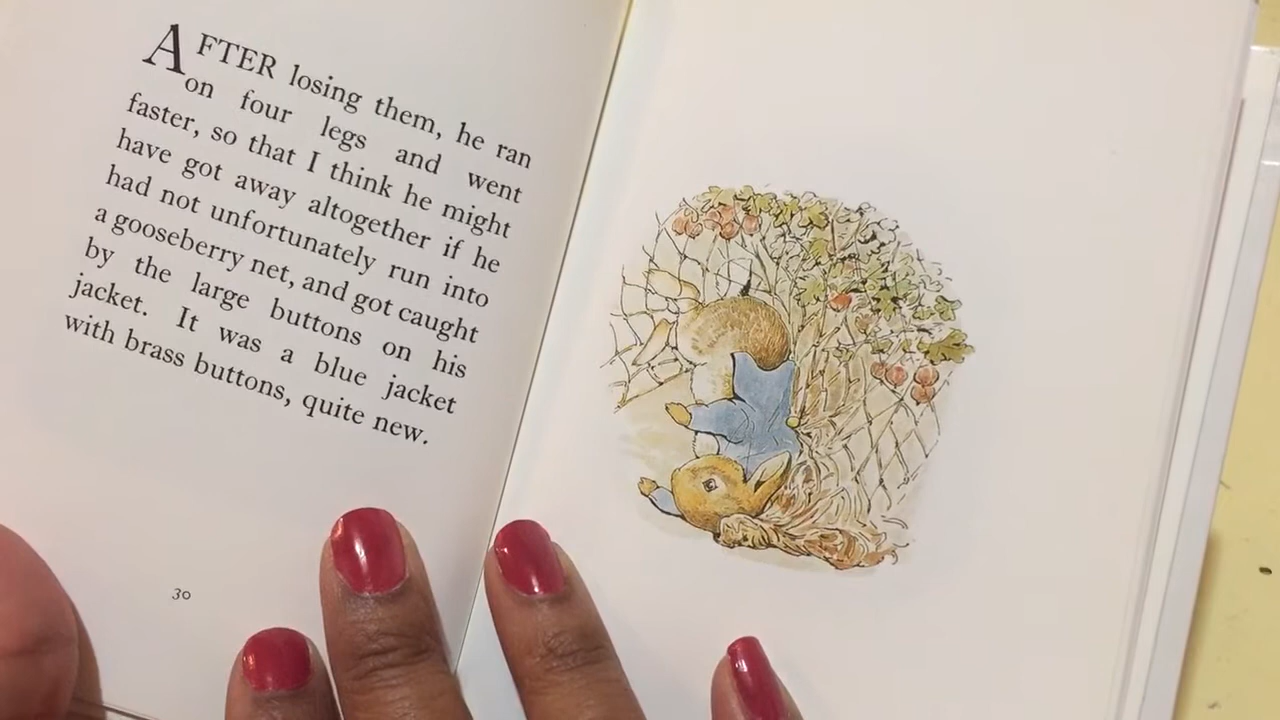 AFTER losing them, he ran
on four legs and went
faster, so that I think he might
have got away altogether if he
had not unfortunately run into
a gooseberry net, and got caught
by the large buttons on his
jacket. It was a blue jacket
with brass buttons, quite new.
30